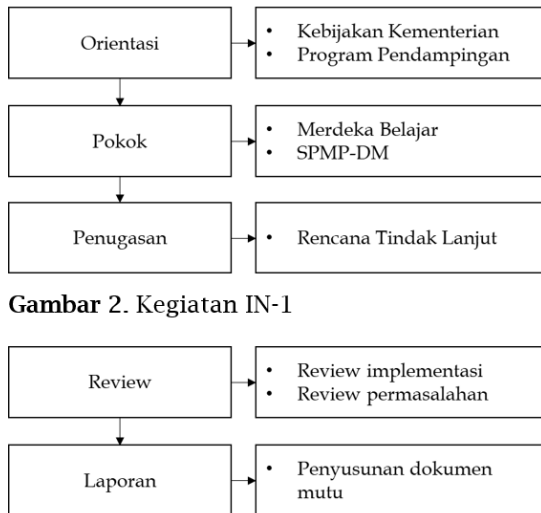 Orientasi
• Kebijakan Kementerian
• Program Pendampingan
Pokok
• Merdeka Belajar
• SPMP-DM
Penugasan
• Rencana Tindak Lanjut
Gambar 2. Kegiatan IN-1
Review
• Review implementasi
• Review permasalahan
Laporan
• Penyusunan dokumen
mutu